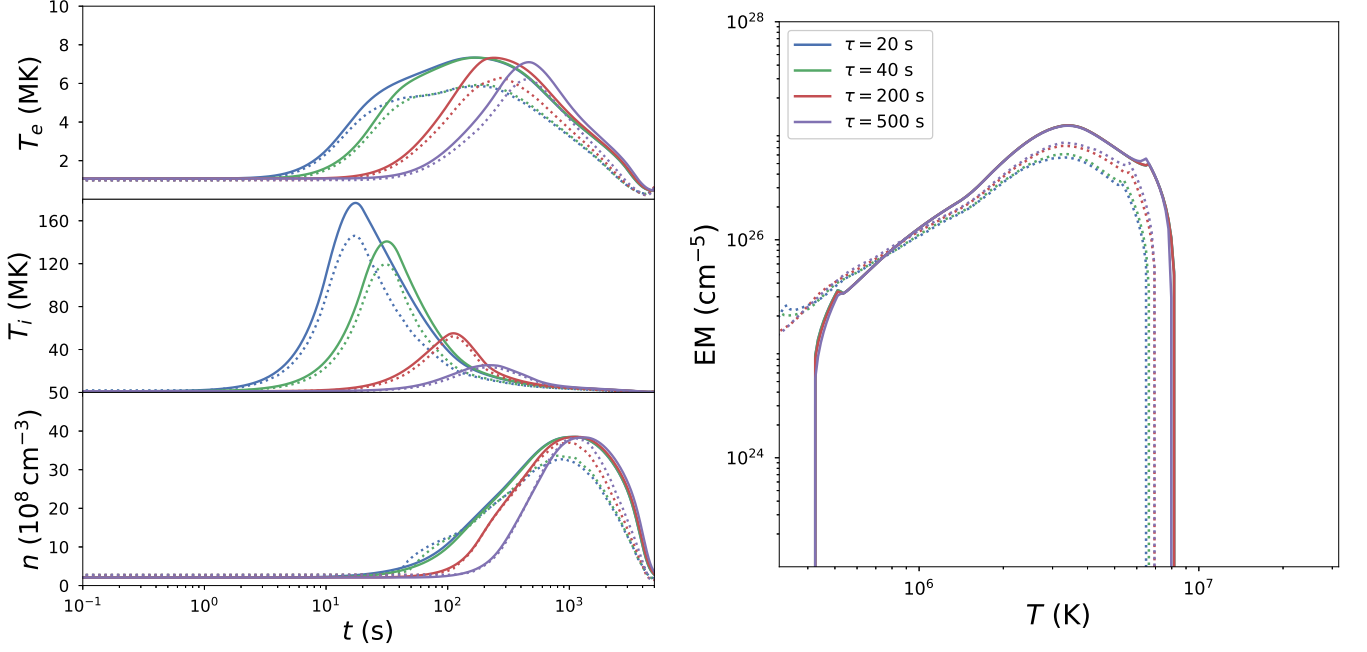 10
8
6
4
2
T_e (MK)
160
120
80
40
T_i (MK)
50
40
30
20
10
0
n (10^8 cm^−3)
10^−1
10^0
10^1
10^2
10^3
t (s)
10^28
10^26
10^24
EM (cm^−5)
τ = 20 s
τ = 40 s
τ = 200 s
τ = 500 s
10^6
10^7
T (K)